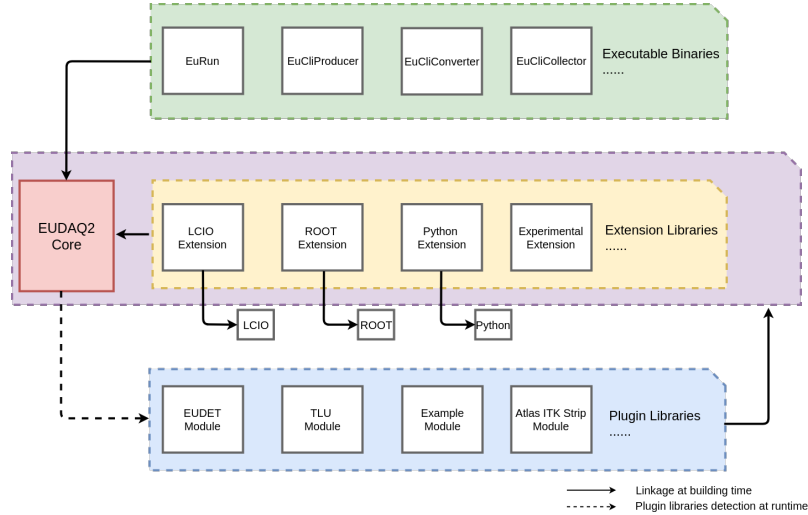 EuRun
EuCliProducer
EuCliConverter
EuCliCollector
Executable Binaries
......
EUDAQ2
Core
LCIO
Extension
ROOT
Extension
Python
Extension
Experimental
Extension
Extension Libraries
......
LCIO
ROOT
Python
EUDET
Module
TLU
Module
Example
Module
Atlas ITK Strip
Module
Plugin Libraries
......
Linkage at building time
Plugin libraries detection at runtime